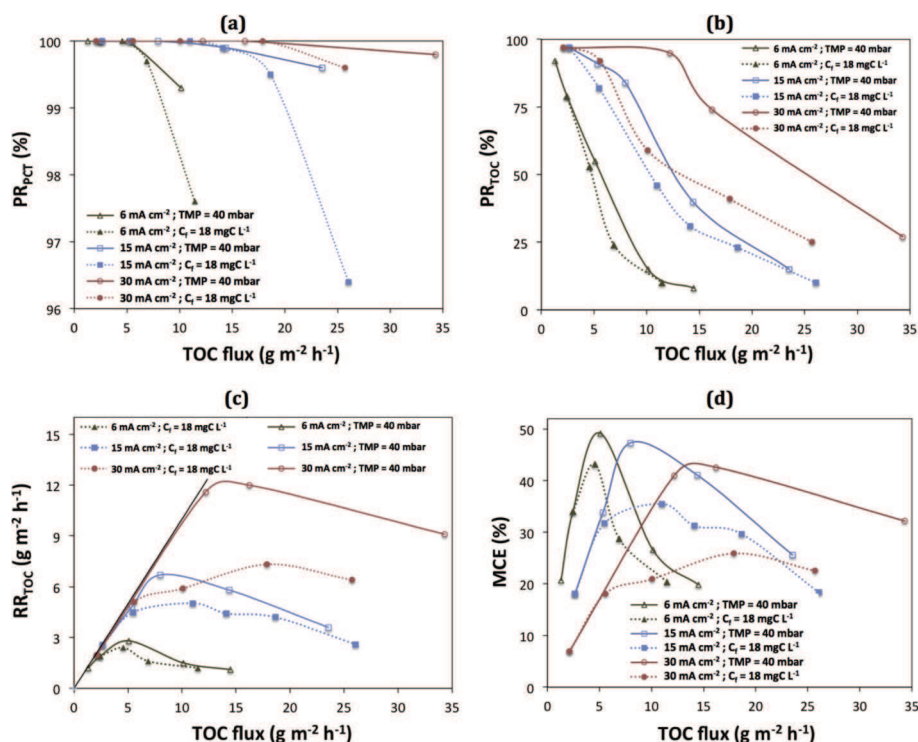 (a)
100
99
98
97
96
PR_PCT (%)
6 mA cm⁻² ; TMP = 40 mbar
6 mA cm⁻² ; C_f = 18 mgC L⁻¹
15 mA cm⁻² ; TMP = 40 mbar
15 mA cm⁻² ; C_f = 18 mgC L⁻¹
30 mA cm⁻² ; TMP = 40 mbar
30 mA cm⁻² ; C_f = 18 mgC L⁻¹
0 5 10 15 20 25 30 35
TOC flux (g m⁻² h⁻¹)
(b)
100
75
50
25
0
PR_TOC (%)
6 mA cm⁻² ; TMP = 40 mbar
6 mA cm⁻² ; C_f = 18 mgC L⁻¹
15 mA cm⁻² ; TMP = 40 mbar
15 mA cm⁻² ; C_f = 18 mgC L⁻¹
30 mA cm⁻² ; TMP = 40 mbar
30 mA cm⁻² ; C_f = 18 mgC L⁻¹
0 5 10 15 20 25 30 35
TOC flux (g m⁻² h⁻¹)
(c)
15
12
9
6
3
0
RR_TOC (g m⁻² h⁻¹)
6 mA cm⁻² ; C_f = 18 mgC L⁻¹ 6 mA cm⁻² ; TMP = 40 mbar
15 mA cm⁻² ; C_f = 18 mgC L⁻¹ 15 mA cm⁻² ; TMP = 40 mbar
30 mA cm⁻² ; C_f = 18 mgC L⁻¹ 30 mA cm⁻² ; TMP = 40 mbar
0 5 10 15 20 25 30 35
TOC flux (g m⁻² h⁻¹)
(d)
50
40
30
20
10
0
MCE (%)
6 mA cm⁻² ; TMP = 40 mbar
6 mA cm⁻² ; C_f = 18 mgC L⁻¹
15 mA cm⁻² ; TMP = 40 mbar
15 mA cm⁻² ; C_f = 18 mgC L⁻¹
30 mA cm⁻² ; TMP = 40 mbar
30 mA cm⁻² ; C_f = 18 mgC L⁻¹
0 5 10 15 20 25 30 35
TOC flux (g m⁻² h⁻¹)